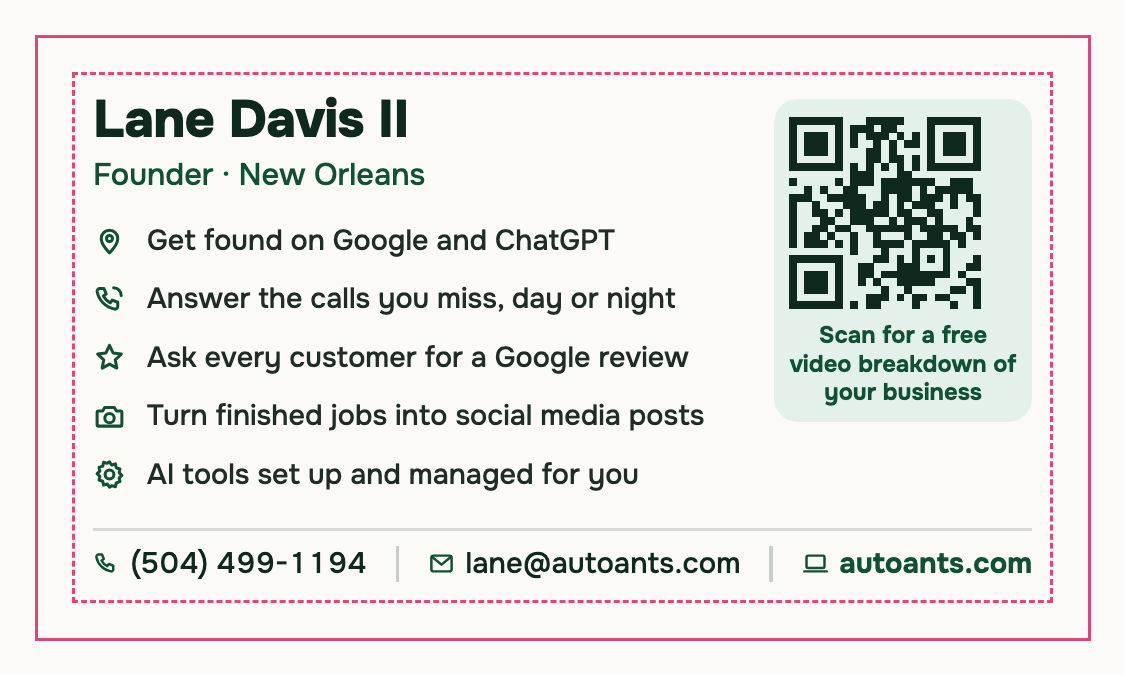 Lane Davis II
Founder · New Orleans
Get found on Google and ChatGPT
Answer the calls you miss, day or night
Ask every customer for a Google review
Turn finished jobs into social media posts
AI tools set up and managed for you
Scan for a free
video breakdown of
your business
(504) 499-1194
lane@autoants.com
autoants.com